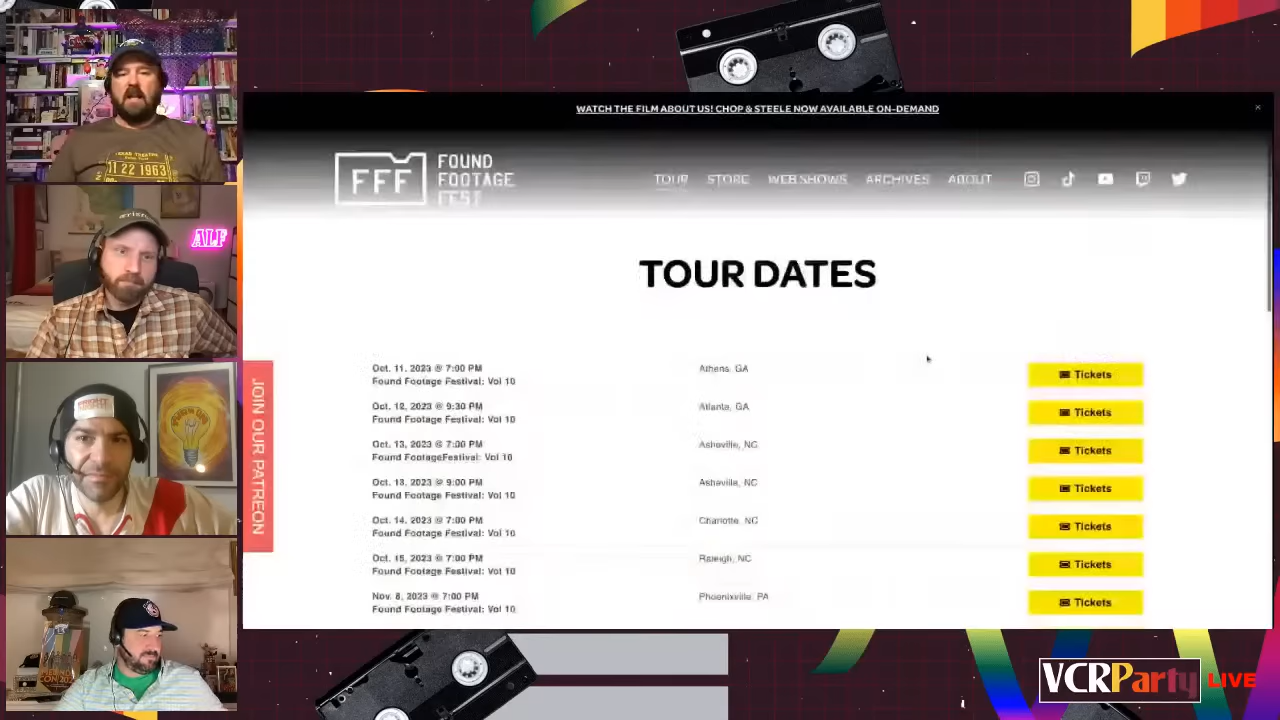 WATCH THE FILM ABOUT US! CHOP & STEELE NOW AVAILABLE ON-DEMAND
FFF
FOUND
FOOTAGE
FEST
TOUR STORE WEB SHOWS ARCHIVES ABOUT
TOUR DATES
JOIN OUR PATREON
Oct. 11, 2023 @ 7:00 PM
Found Footage Festival: Vol 10
Athens, GA
Tickets
Oct. 12, 2023 @ 9:30 PM
Found Footage Festival: Vol 10
Atlanta, GA
Tickets
Oct. 13, 2023 @ 7:00 PM
Found FootageFestival: Vol 10
Asheville, NC
Tickets
Oct. 13, 2023 @ 9:00 PM
Found Footage Festival: Vol 10
Asheville, NC
Tickets
Oct. 14, 2023 @ 7:00 PM
Found Footage Festival: Vol 10
Charlotte, NC
Tickets
Oct. 15, 2023 @ 7:00 PM
Found Footage Festival: Vol 10
Raleigh, NC
Tickets
Nov. 8, 2023 @ 7:00 PM
Found Footage Festival: Vol 10
Phoenixville, PA
Tickets
11 22 1963
ALF
VCRParty LIVE